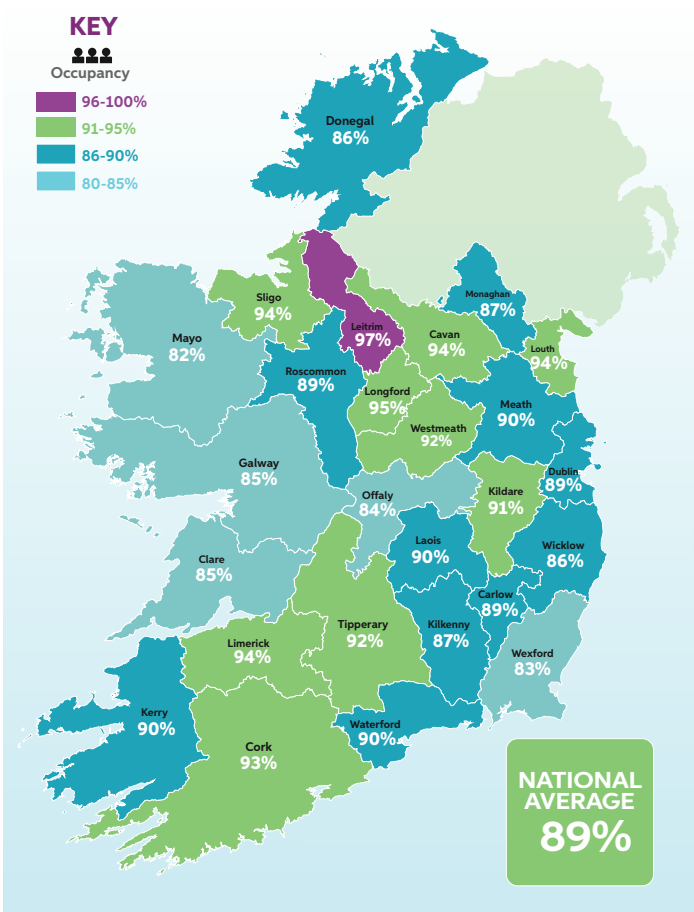 KEY
Occupancy
96-100%
91-95%
86-90%
80-85%
Donegal
86%
Monaghan
87%
Sligo
94%
Leitrim
97%
Cavan
94%
Louth
94%
Mayo
82%
Roscommon
89%
Longford
95%
Meath
90%
Westmeath
92%
Galway
85%
Dublin
89%
Offaly
84%
Kildare
91%
Laois
90%
Wicklow
86%
Clare
85%
Carlow
89%
Tipperary
92%
Kilkenny
87%
Limerick
94%
Wexford
83%
Kerry
90%
Waterford
90%
Cork
93%
NATIONAL
AVERAGE
89%